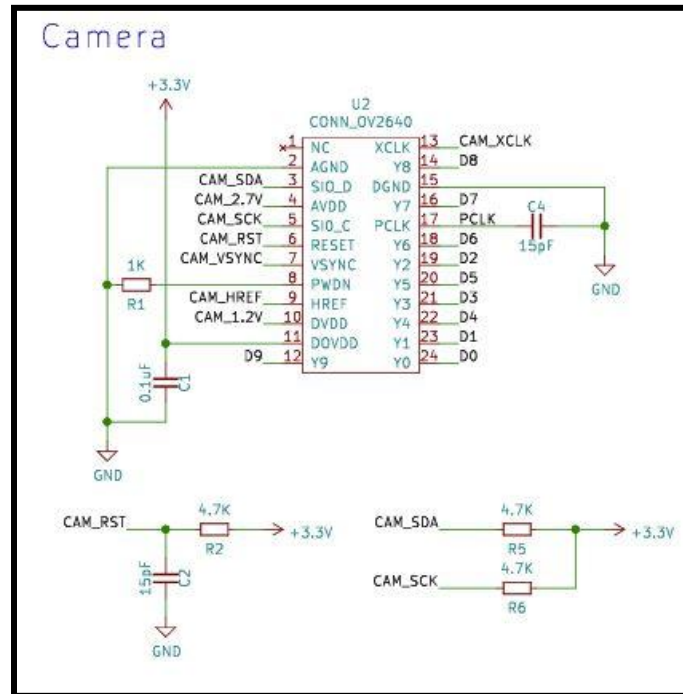 Camera
+3.3V
U2
CONN_OV2640
1 NC XCLK 13 CAM_XCLK
2 AGND Y8 14 D8
CAM_SDA 3 SIO_D DGND 15
CAM_2.7V 4 AVDD Y7 16 D7
CAM_SCK 5 SIO_C PCLK 17 PCLK
CAM_RST 6 RESET Y6 18 D6
CAM_VSYNC 7 VSYNC Y2 19 D2
8 PWDN Y5 20 D5
CAM_HREF 9 HREF Y3 21 D3
CAM_1.2V 10 DVDD Y4 22 D4
11 DOVDD Y1 23 D1
D9 12 Y9 Y0 24 D0
C4
15pF
GND
1K
R1
0.1uF
C1
GND
CAM_RST
4.7K
R2
+3.3V
15pF
C2
GND
CAM_SDA
4.7K
R5
+3.3V
CAM_SCK
4.7K
R6